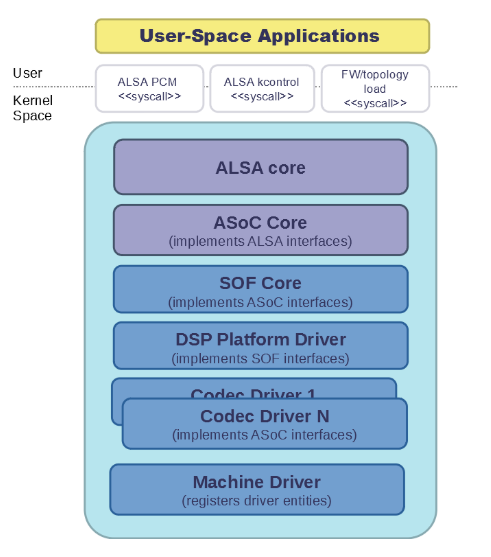 User-Space Applications
User
Kernel
Space
ALSA PCM
<<syscall>>
ALSA kcontrol
<<syscall>>
FW/topology
load
<<syscall>>
ALSA core
ASoC Core
(implements ALSA interfaces)
SOF Core
(implements ASoC interfaces)
DSP Platform Driver
(implements SOF interfaces)
Codec Driver 1
Codec Driver N
(implements ASoC interfaces)
Machine Driver
(registers driver entities)